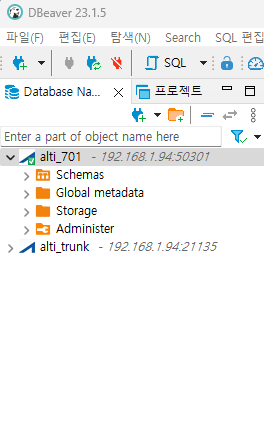 DBeaver 23.1.5
파일(F) 편집(E) 탐색(N) Search SQL 편집
SQL
Database Na... 프로젝트
Enter a part of object name here
alti_701 - 192.168.1.94:50301
Schemas
Global metadata
Storage
Administer
alti_trunk - 192.168.1.94:21135